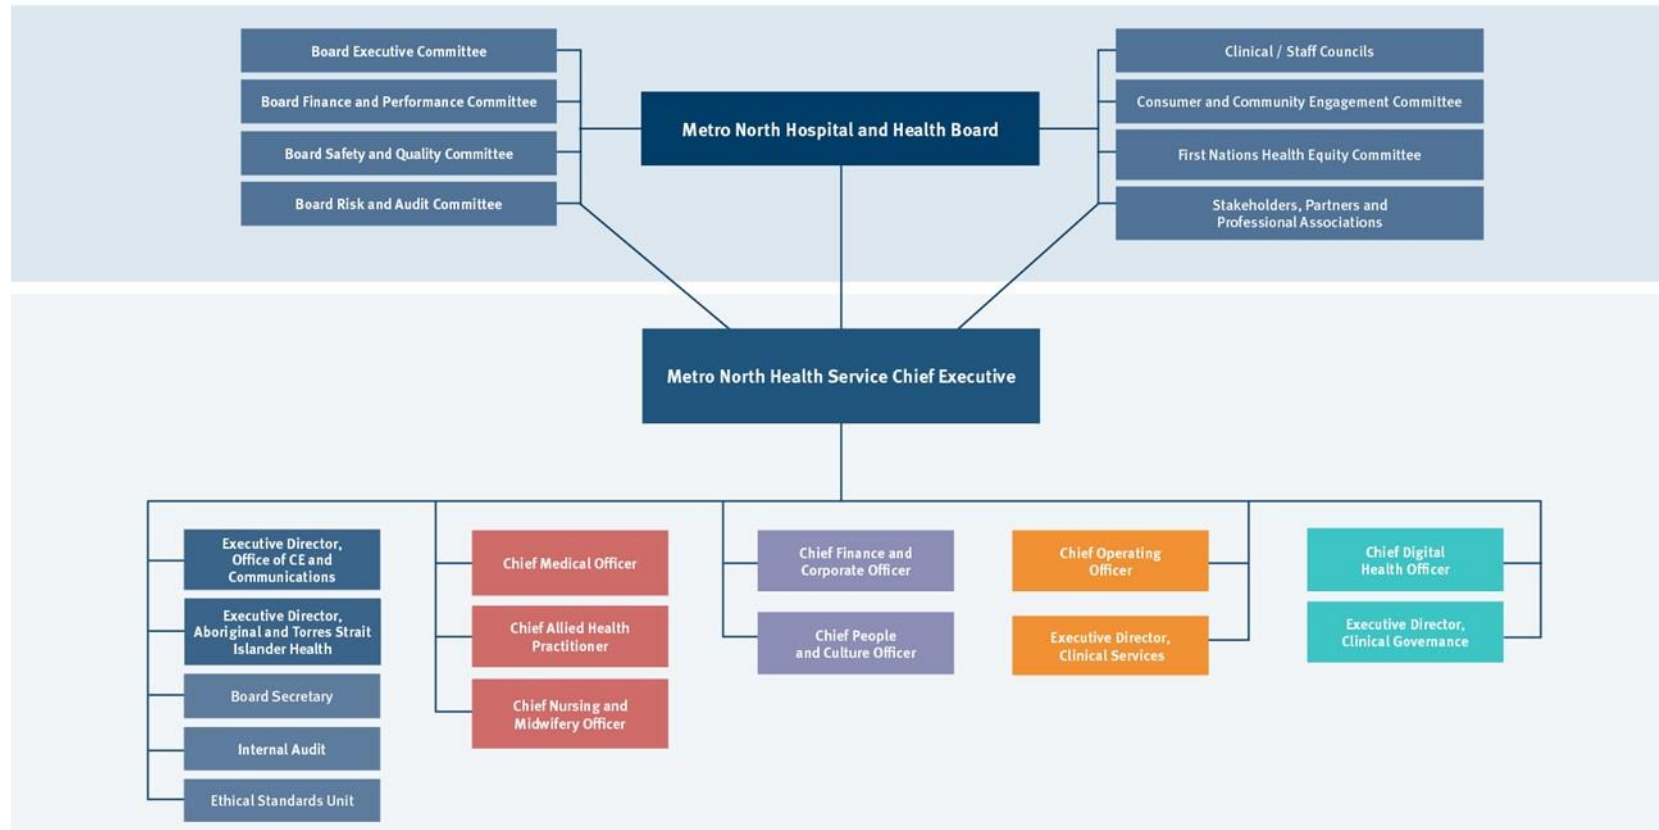 Board Executive Committee
Board Finance and Performance Committee
Board Safety and Quality Committee
Board Risk and Audit Committee
Metro North Hospital and Health Board
Clinical / Staff Councils
Consumer and Community Engagement Committee
First Nations Health Equity Committee
Stakeholders, Partners and
Professional Associations
Metro North Health Service Chief Executive
Executive Director,
Office of CE and
Communications
Executive Director,
Aboriginal and Torres Strait
Islander Health
Board Secretary
Internal Audit
Ethical Standards Unit
Chief Medical Officer
Chief Allied Health
Practitioner
Chief Nursing and
Midwifery Officer
Chief Finance and
Corporate Officer
Chief People
and Culture Officer
Chief Operating
Officer
Executive Director,
Clinical Services
Chief Digital
Health Officer
Executive Director,
Clinical Governance